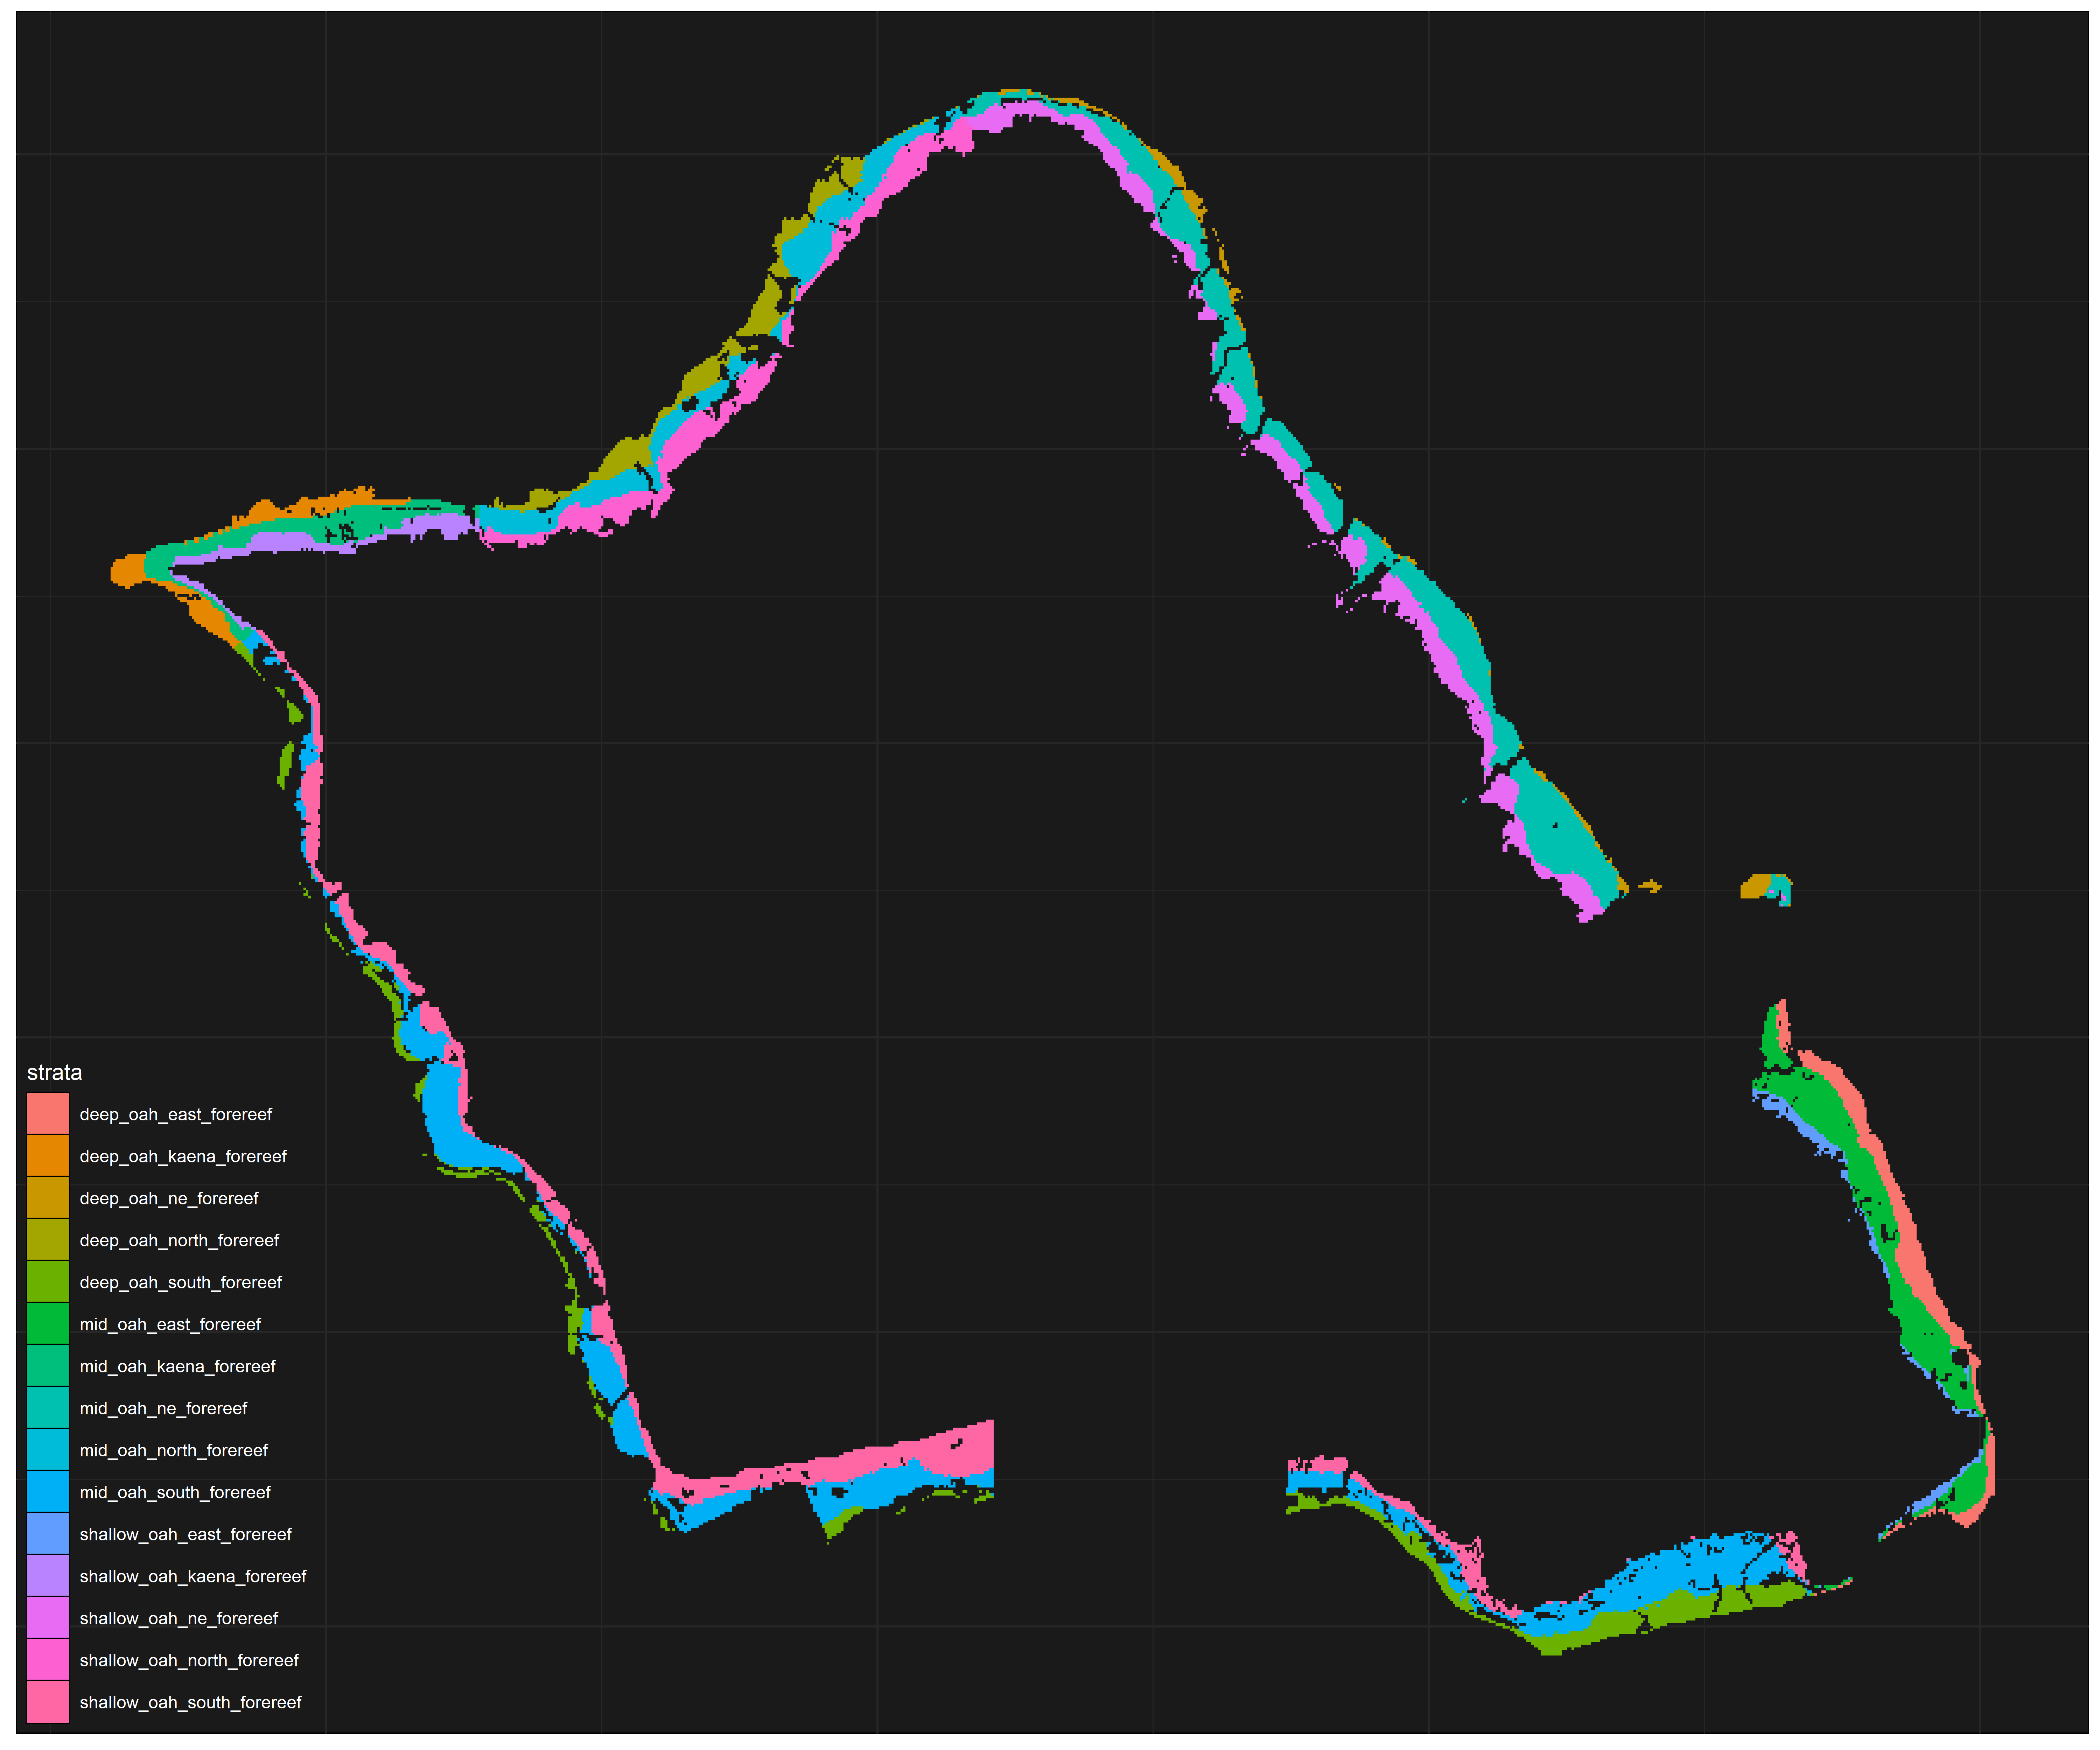 strata
deep_oah_east_forereef
deep_oah_kaena_forereef
deep_oah_ne_forereef
deep_oah_north_forereef
deep_oah_south_forereef
mid_oah_east_forereef
mid_oah_kaena_forereef
mid_oah_ne_forereef
mid_oah_north_forereef
mid_oah_south_forereef
shallow_oah_east_forereef
shallow_oah_kaena_forereef
shallow_oah_ne_forereef
shallow_oah_north_forereef
shallow_oah_south_forereef